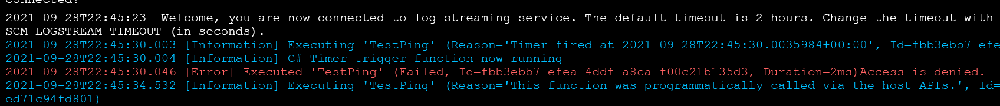 Connected!
2021-09-28T22:45:23  Welcome, you are now connected to log-streaming service. The default timeout is 2 hours. Change the timeout with
SCM_LOGSTREAM_TIMEOUT (in seconds).
2021-09-28T22:45:30.003 [Information] Executing 'TestPing' (Reason='Timer fired at 2021-09-28T22:45:30.0035984+00:00', Id=fbb3ebb7-efe
2021-09-28T22:45:30.004 [Information] C# Timer trigger function now running
2021-09-28T22:45:30.046 [Error] Executed 'TestPing' (Failed, Id=fbb3ebb7-efea-4ddf-a8ca-f00c21b135d3, Duration=2ms)Access is denied.
2021-09-28T22:45:34.532 [Information] Executing 'TestPing' (Reason='This function was programmatically called via the host APIs.', Id=
ed71c94fd801)